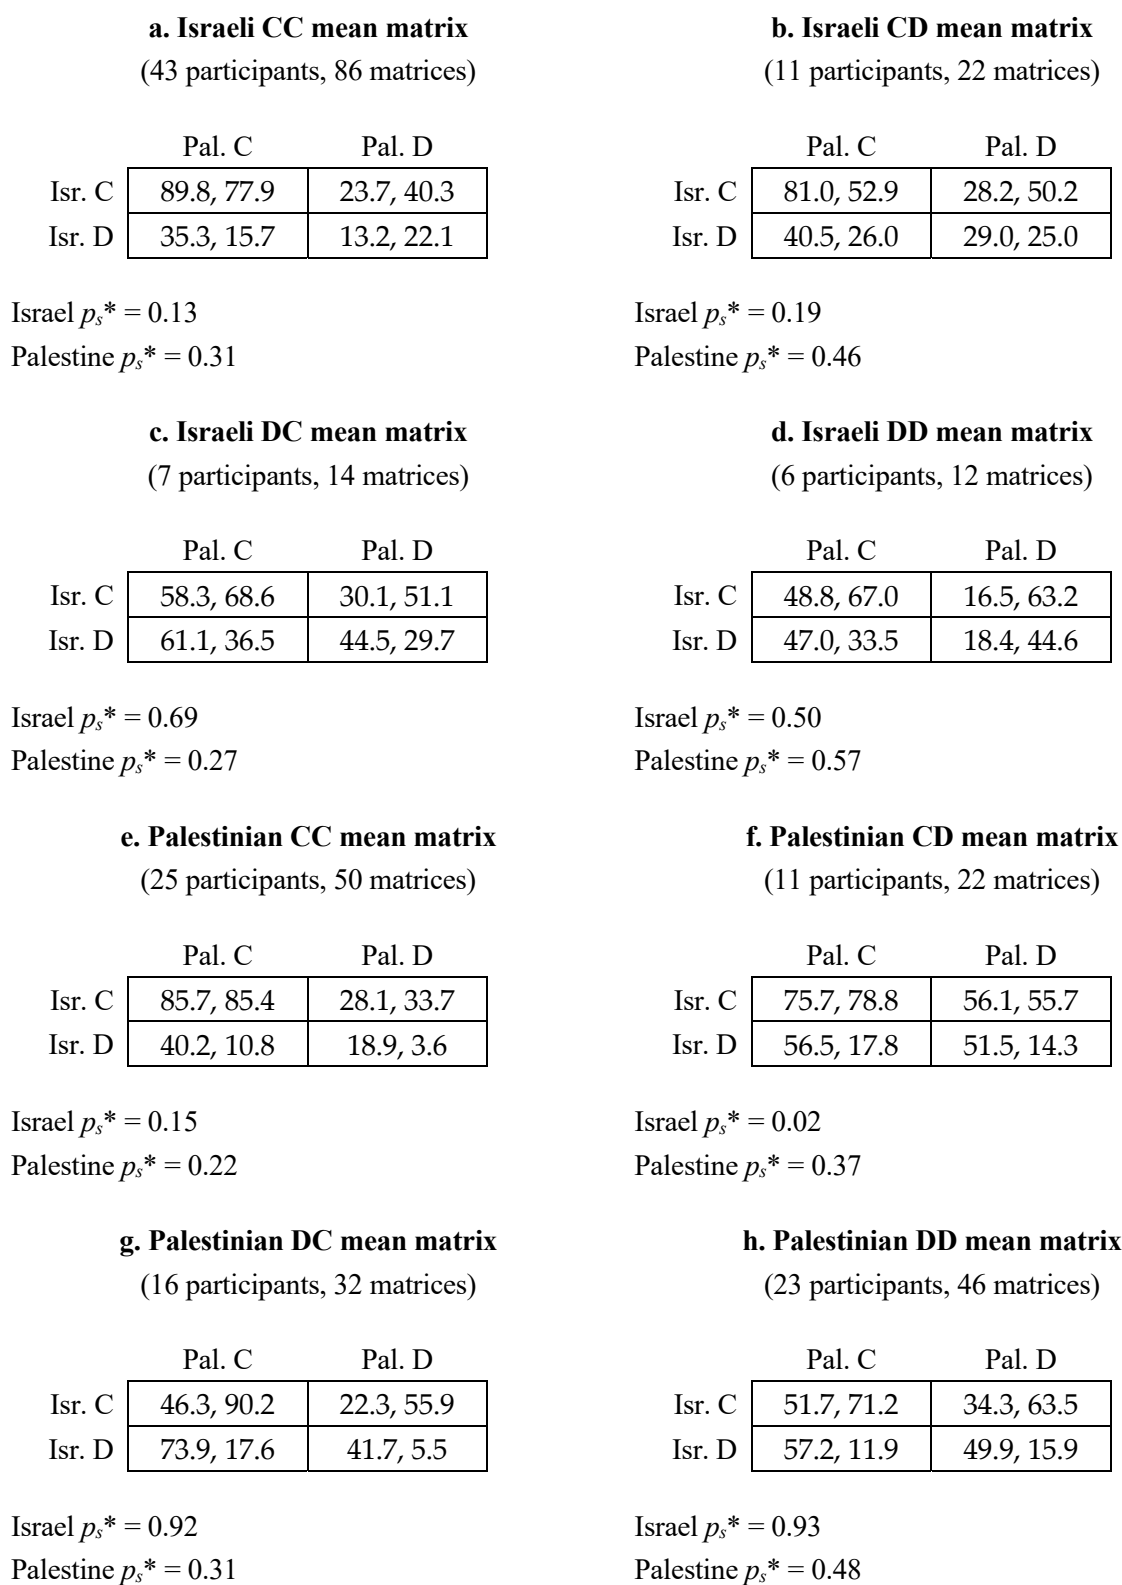 a. Israeli CC mean matrix
(43 participants, 86 matrices)
Pal. C Pal. D
Isr. C 89.8, 77.9 23.7, 40.3
Isr. D 35.3, 15.7 13.2, 22.1
Israel pₛ* = 0.13
Palestine pₛ* = 0.31
b. Israeli CD mean matrix
(11 participants, 22 matrices)
Pal. C Pal. D
Isr. C 81.0, 52.9 28.2, 50.2
Isr. D 40.5, 26.0 29.0, 25.0
Israel pₛ* = 0.19
Palestine pₛ* = 0.46
c. Israeli DC mean matrix
(7 participants, 14 matrices)
Pal. C Pal. D
Isr. C 58.3, 68.6 30.1, 51.1
Isr. D 61.1, 36.5 44.5, 29.7
Israel pₛ* = 0.69
Palestine pₛ* = 0.27
d. Israeli DD mean matrix
(6 participants, 12 matrices)
Pal. C Pal. D
Isr. C 48.8, 67.0 16.5, 63.2
Isr. D 47.0, 33.5 18.4, 44.6
Israel pₛ* = 0.50
Palestine pₛ* = 0.57
e. Palestinian CC mean matrix
(25 participants, 50 matrices)
Pal. C Pal. D
Isr. C 85.7, 85.4 28.1, 33.7
Isr. D 40.2, 10.8 18.9, 3.6
Israel pₛ* = 0.15
Palestine pₛ* = 0.22
f. Palestinian CD mean matrix
(11 participants, 22 matrices)
Pal. C Pal. D
Isr. C 75.7, 78.8 56.1, 55.7
Isr. D 56.5, 17.8 51.5, 14.3
Israel pₛ* = 0.02
Palestine pₛ* = 0.37
g. Palestinian DC mean matrix
(16 participants, 32 matrices)
Pal. C Pal. D
Isr. C 46.3, 90.2 22.3, 55.9
Isr. D 73.9, 17.6 41.7, 5.5
Israel pₛ* = 0.92
Palestine pₛ* = 0.31
h. Palestinian DD mean matrix
(23 participants, 46 matrices)
Pal. C Pal. D
Isr. C 51.7, 71.2 34.3, 63.5
Isr. D 57.2, 11.9 49.9, 15.9
Israel pₛ* = 0.93
Palestine pₛ* = 0.48